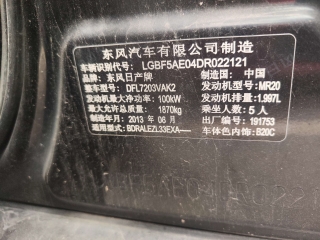 东风汽车有限公司制造
车辆识别代号: LGBF5AE04DR022121
品牌: 东风日产牌 制造国: 中国
整车型号: DFL7203VAK2 发动机型号: MR20
发动机最大净功率: 100kW 发动机排量: 1.997L
最大允许总质量: 1870kg 乘坐人数: 5人
制造年月: 2013年06月 出厂编号: 191753
适用型式: BDRALEZL33EXA---- 车体色内饰: B20C